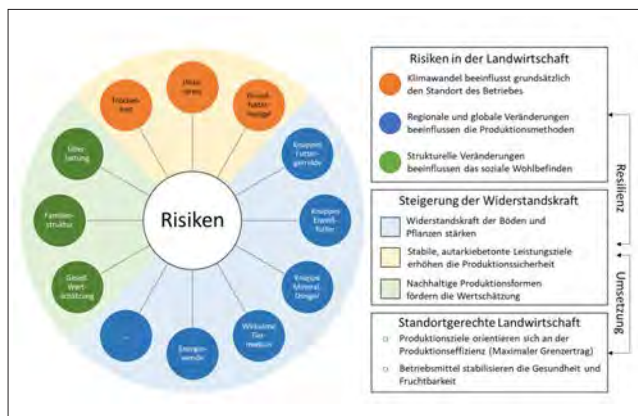 Risiken
Trocken-
heit
Hitze-
stress
Grund-
futter-
menge
Knappes
Futter-
getreide
Knappes
Eiweiß-
futter
Knappe
Mineral-
dünger
Wirksame
Tier-
medizin
Energie-
wende
...
Gesell.
Wert-
schätzung
Familien-
struktur
Über-
lastung
Risiken in der Landwirtschaft
Klimawandel beeinflusst grundsätzlich
den Standort des Betriebes
Regionale und globale Veränderungen
beeinflussen die Produktionsmethoden
Strukturelle Veränderungen
beeinflussen das soziale Wohlbefinden
Steigerung der Widerstandskraft
Widerstandskraft der Böden und
Pflanzen stärken
Stabile, autarkiebetonte Leistungsziele
erhöhen die Produktionssicherheit
Nachhaltige Produktionsformen
fördern die Wertschätzung
Standortgerechte Landwirtschaft
Produktionsziele orientieren sich an der
Produktionseffizienz (Maximaler Grenzertrag)
Betriebsmittel stabilisieren die Gesundheit und
Fruchtbarkeit
Resilienz
Umsetzung